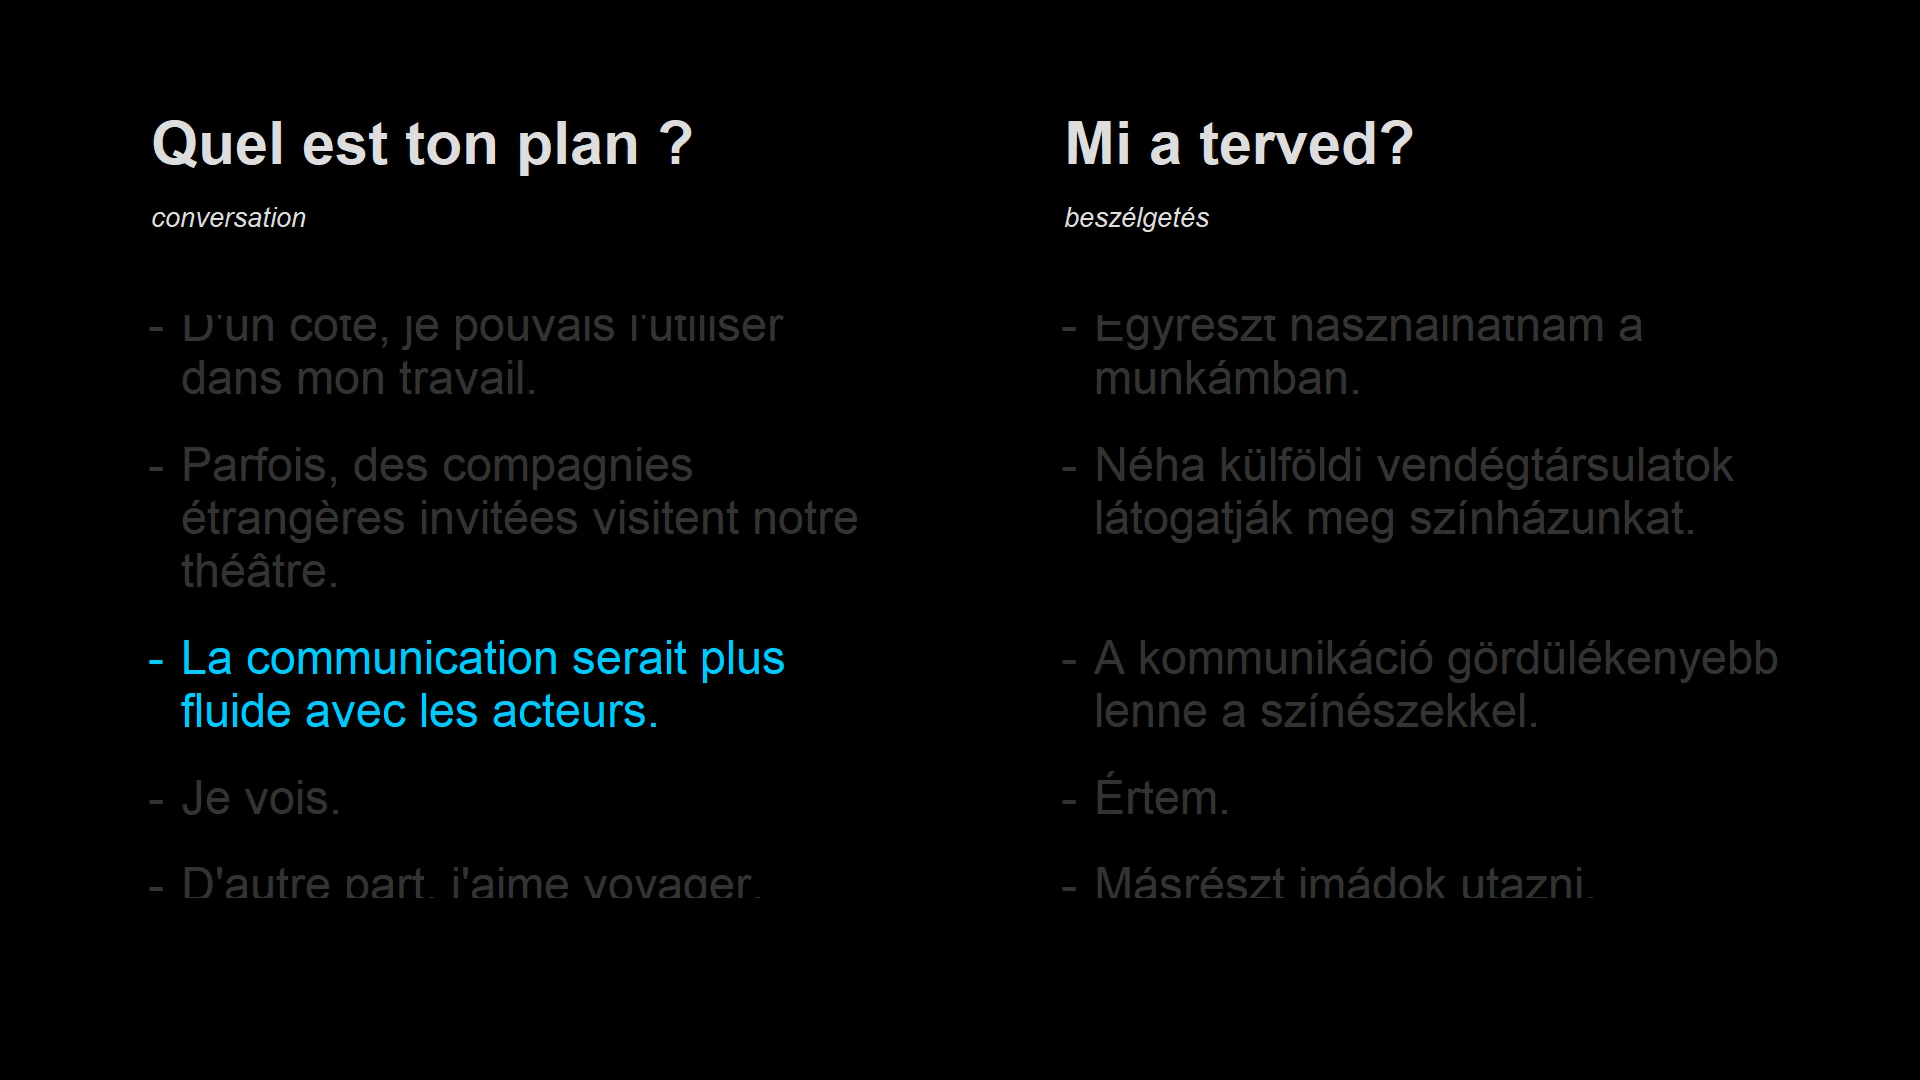 Quel est ton plan ?
conversation
- D'un côté, je pouvais l'utiliser
dans mon travail.
- Parfois, des compagnies
étrangères invitées visitent notre
théâtre.
- La communication serait plus
fluide avec les acteurs.
- Je vois.
- D'autre part, j'aime voyager.
Mi a terved?
beszélgetés
- Egyrészt használhatnám a
munkámban.
- Néha külföldi vendégtársulatok
látogatják meg színházunkat.
- A kommunikáció gördülékenyebb
lenne a színészekkel.
- Értem.
- Másrészt imádok utazni.